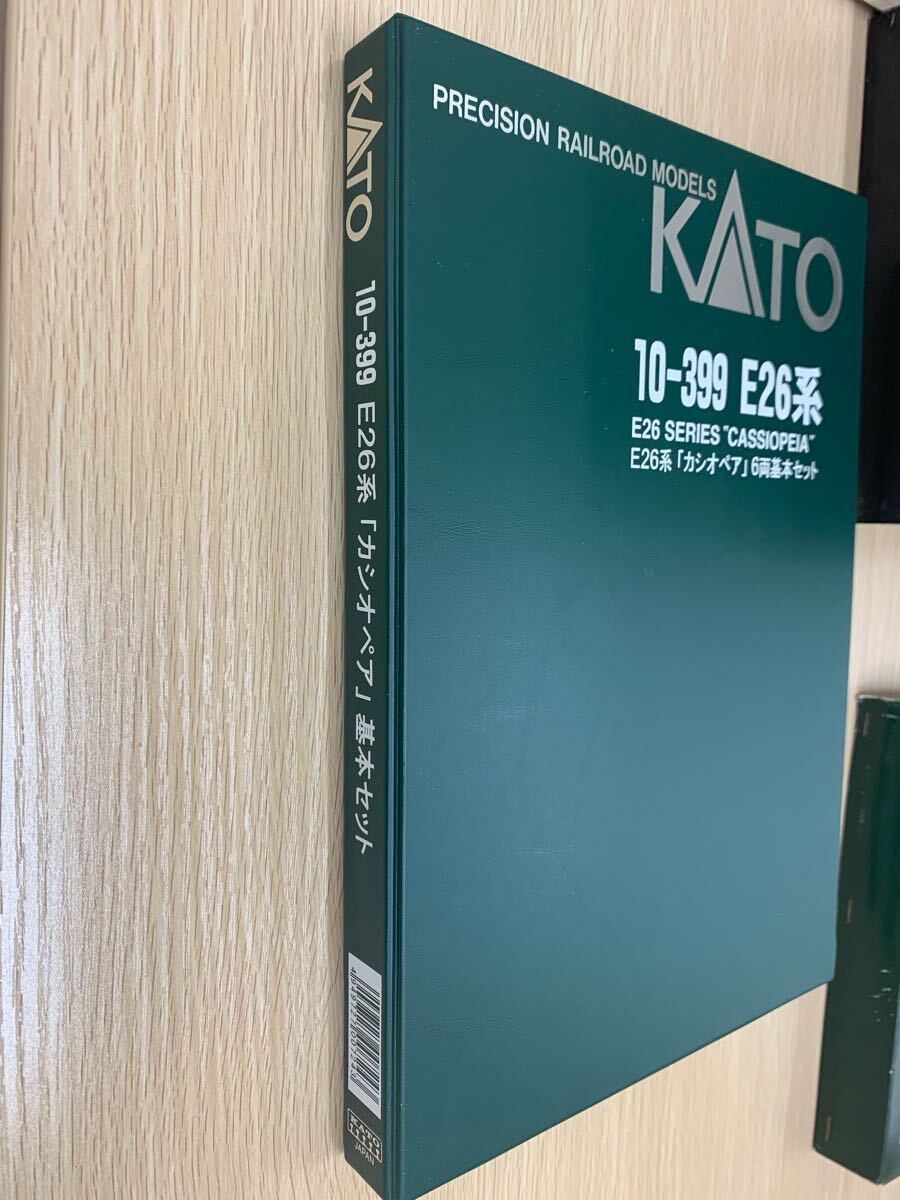 PRECISION RAILROAD MODELS
KATO
10-399 E26系
E26 SERIES "CASSIOPEIA"
E26系「カシオペア」6両基本セット
KATO 10-399 E26系「カシオペア」基本セット
KATO
JAPAN